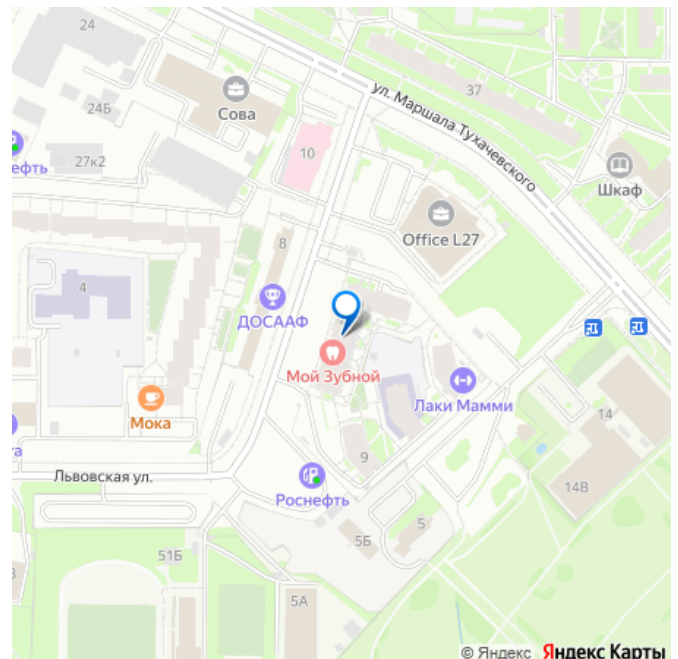 24
37
ул. Маршала Тухачевского
Сова
24Б
10
27к2
ефть
Шкаф
Office L27
8
4
ДОСААФ
Мой Зубной
Лаки Мамми
Мока
14
9
Львовская ул.
Роснефть
14В
5
5Б
51Б
5А
© Яндекс Яндекс Карты